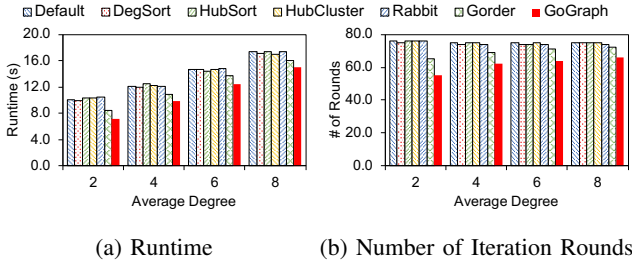 Default DegSort HubSort HubCluster Rabbit Gorder GoGraph
20.0
16.0
12.0
8.0
4.0
0.0
Runtime (s)
2 4 6 8
Average Degree
80.0
60.0
40.0
20.0
0.0
# of Rounds
2 4 6 8
Average Degree
(a) Runtime
(b) Number of Iteration Rounds